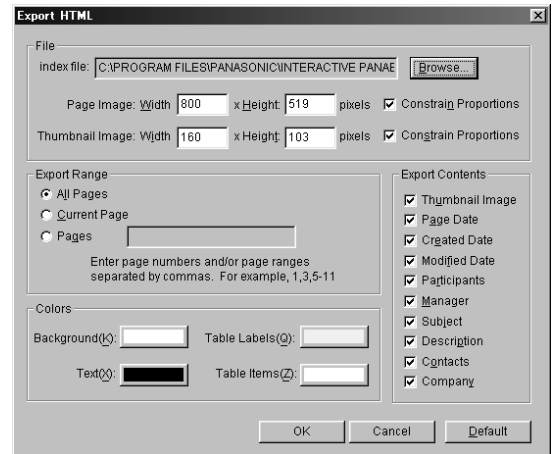 Export HTML
File
index file: C:\PROGRAM FILES\PANASONIC\INTERACTIVE PANAE Browse...
Page Image: Width 800 x Height: 519 pixels Constrain Proportions
Thumbnail Image: Width 160 x Height: 103 pixels Constrain Proportions
Export Range
All Pages
Current Page
Pages
Enter page numbers and/or page ranges
separated by commas. For example, 1,3,5-11
Export Contents
Thumbnail Image
Page Date
Created Date
Modified Date
Participants
Manager
Subject
Description
Contacts
Company
Colors
Background(K): Table Labels(Q):
Text(X): Table Items(Z):
OK Cancel Default